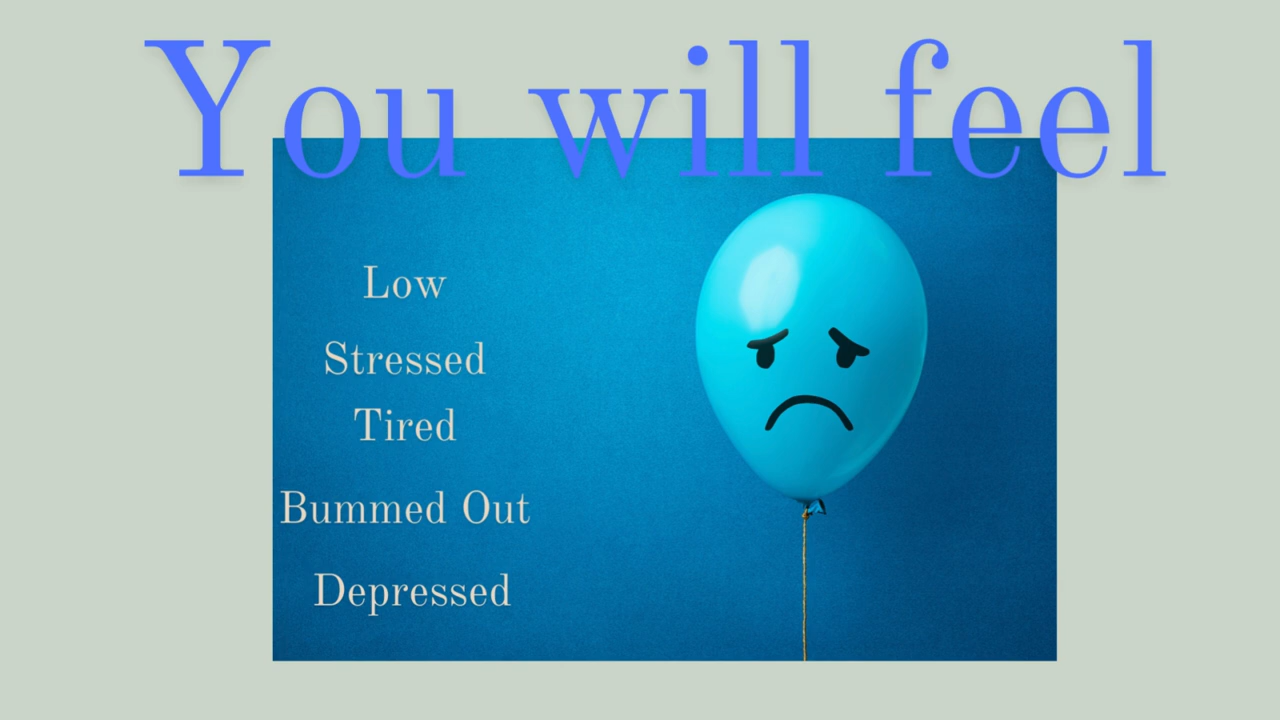 You will feel
Low
Stressed
Tired
Bummed Out
Depressed